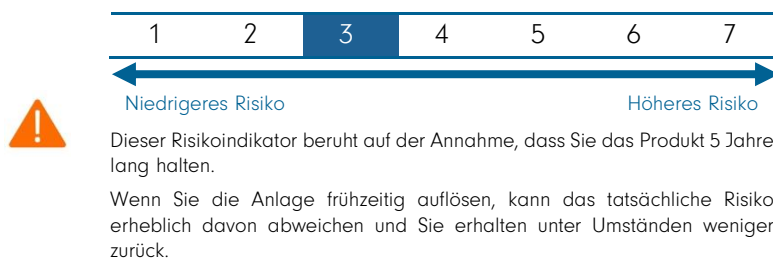 1 2 3 4 5 6 7
Niedrigeres Risiko Höheres Risiko
Dieser Risikoindikator beruht auf der Annahme, dass Sie das Produkt 5 Jahre
lang halten.
Wenn Sie die Anlage frühzeitig auflösen, kann das tatsächliche Risiko
erheblich davon abweichen und Sie erhalten unter Umständen weniger
zurück.